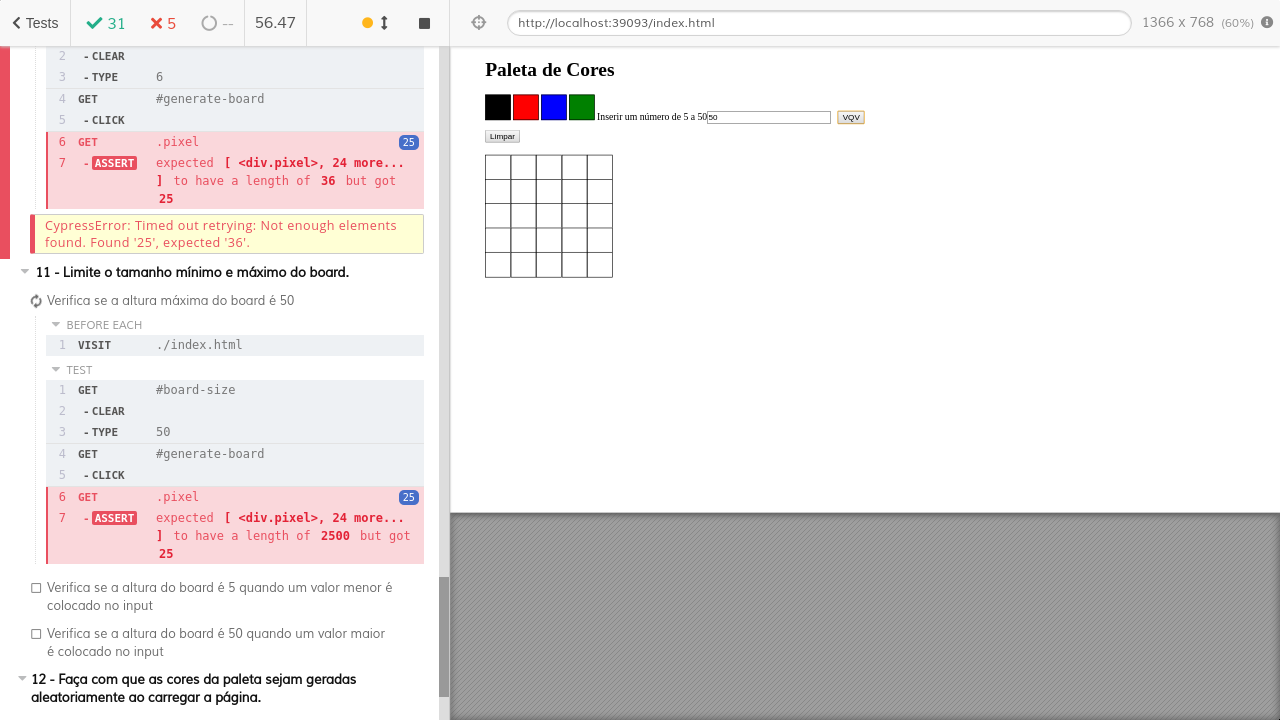 Tests 31 5 -- 56.47
http://localhost:39093/index.html 1366 x 768 (60%)
2 - CLEAR
3 - TYPE 6
4 GET #generate-board
5 - CLICK
6 GET .pixel 25
7 - ASSERT expected [ <div.pixel>, 24 more...
] to have a length of 36 but got
25
CypressError: Timed out retrying: Not enough elements
found. Found '25', expected '36'.
11 - Limite o tamanho mínimo e máximo do board.
Verifica se a altura máxima do board é 50
BEFORE EACH
1 VISIT ./index.html
TEST
1 GET #board-size
2 - CLEAR
3 - TYPE 50
4 GET #generate-board
5 - CLICK
6 GET .pixel 25
7 - ASSERT expected [ <div.pixel>, 24 more...
] to have a length of 2500 but got
25
Verifica se a altura do board é 5 quando um valor menor é
colocado no input
Verifica se a altura do board é 50 quando um valor maior
é colocado no input
12 - Faça com que as cores da paleta sejam geradas
aleatoriamente ao carregar a página.
Paleta de Cores
Inserir um número de 5 a 50 50 VQV
Limpar